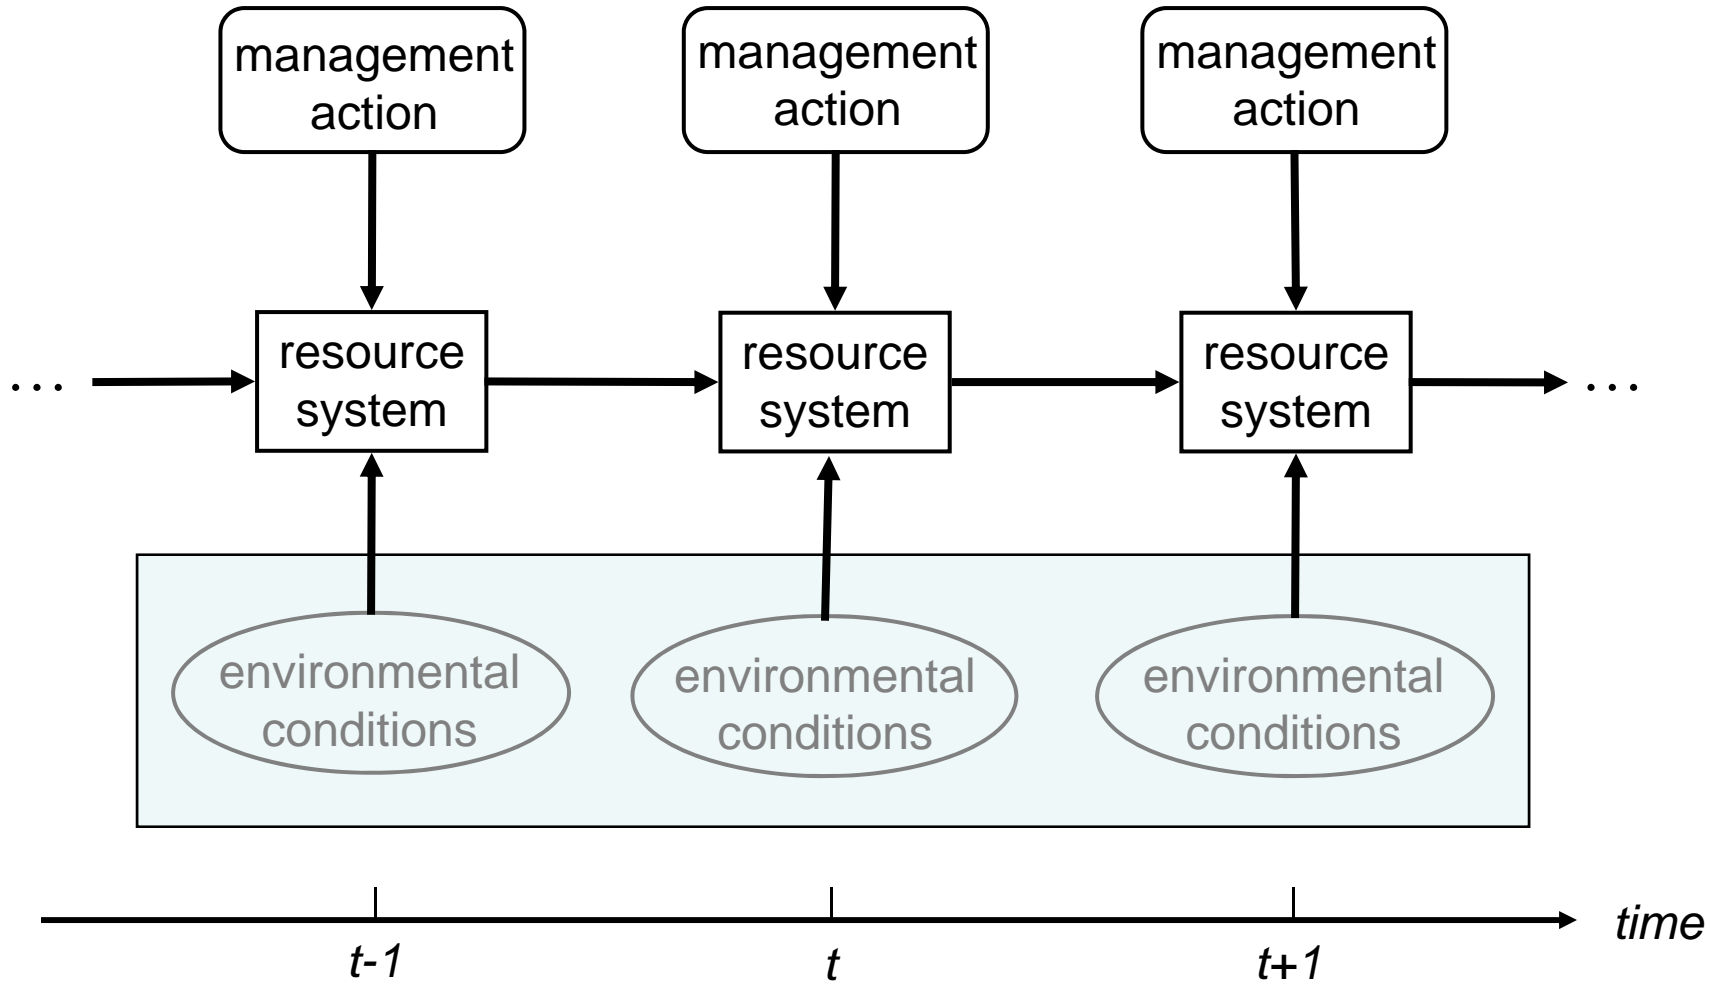 management
action
management
action
management
action
. . .
resource
system
resource
system
resource
system
. . .
environmental
conditions
environmental
conditions
environmental
conditions
time
t-1
t
t+1